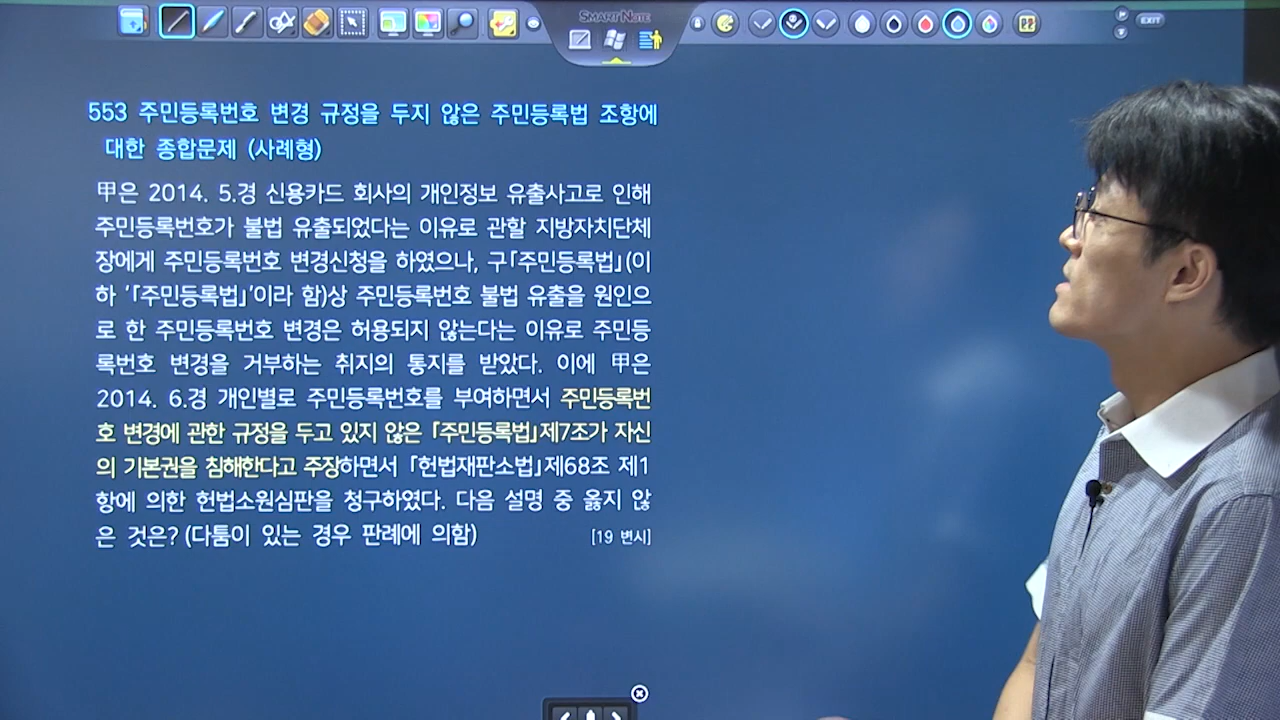 SMART NOTE
EXIT
553 주민등록번호 변경 규정을 두지 않은 주민등록법 조항에
대한 종합문제 (사례형)
甲은 2014. 5.경 신용카드 회사의 개인정보 유출사고로 인해
주민등록번호가 불법 유출되었다는 이유로 관할 지방자치단체
장에게 주민등록번호 변경신청을 하였으나, 구「주민등록법」(이
하 '「주민등록법」'이라 함)상 주민등록번호 불법 유출을 원인으
로 한 주민등록번호 변경은 허용되지 않는다는 이유로 주민등
록번호 변경을 거부하는 취지의 통지를 받았다. 이에 甲은
2014. 6.경 개인별로 주민등록번호를 부여하면서 주민등록번
호 변경에 관한 규정을 두고 있지 않은 「주민등록법」제7조가 자신
의 기본권을 침해한다고 주장하면서 「헌법재판소법」제68조 제1
항에 의한 헌법소원심판을 청구하였다. 다음 설명 중 옳지 않
은 것은? (다툼이 있는 경우 판례에 의함) [19 변시]